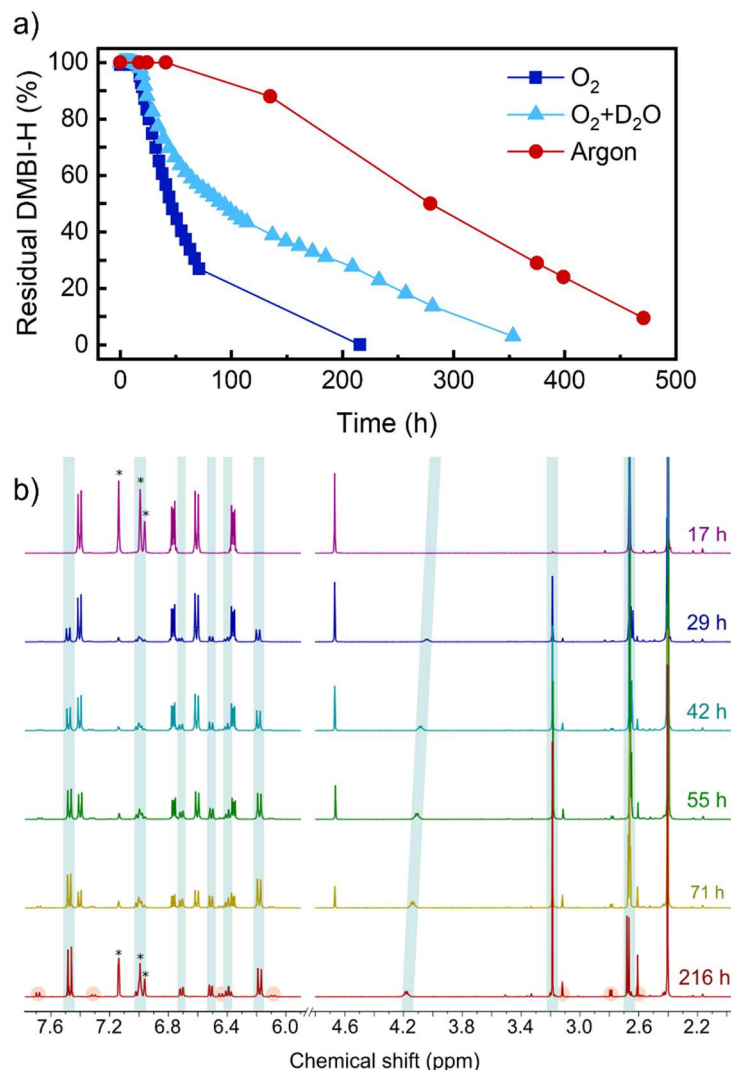 a)
100
80
60
40
20
0
Residual DMBI-H (%)
O₂
O₂+D₂O
Argon
0 100 200 300 400 500
Time (h)
b)
* * *
17 h
29 h
42 h
55 h
71 h
* * *
216 h
7.6 7.2 6.8 6.4 6.0 4.6 4.2 3.8 3.4 3.0 2.6 2.2
Chemical shift (ppm)